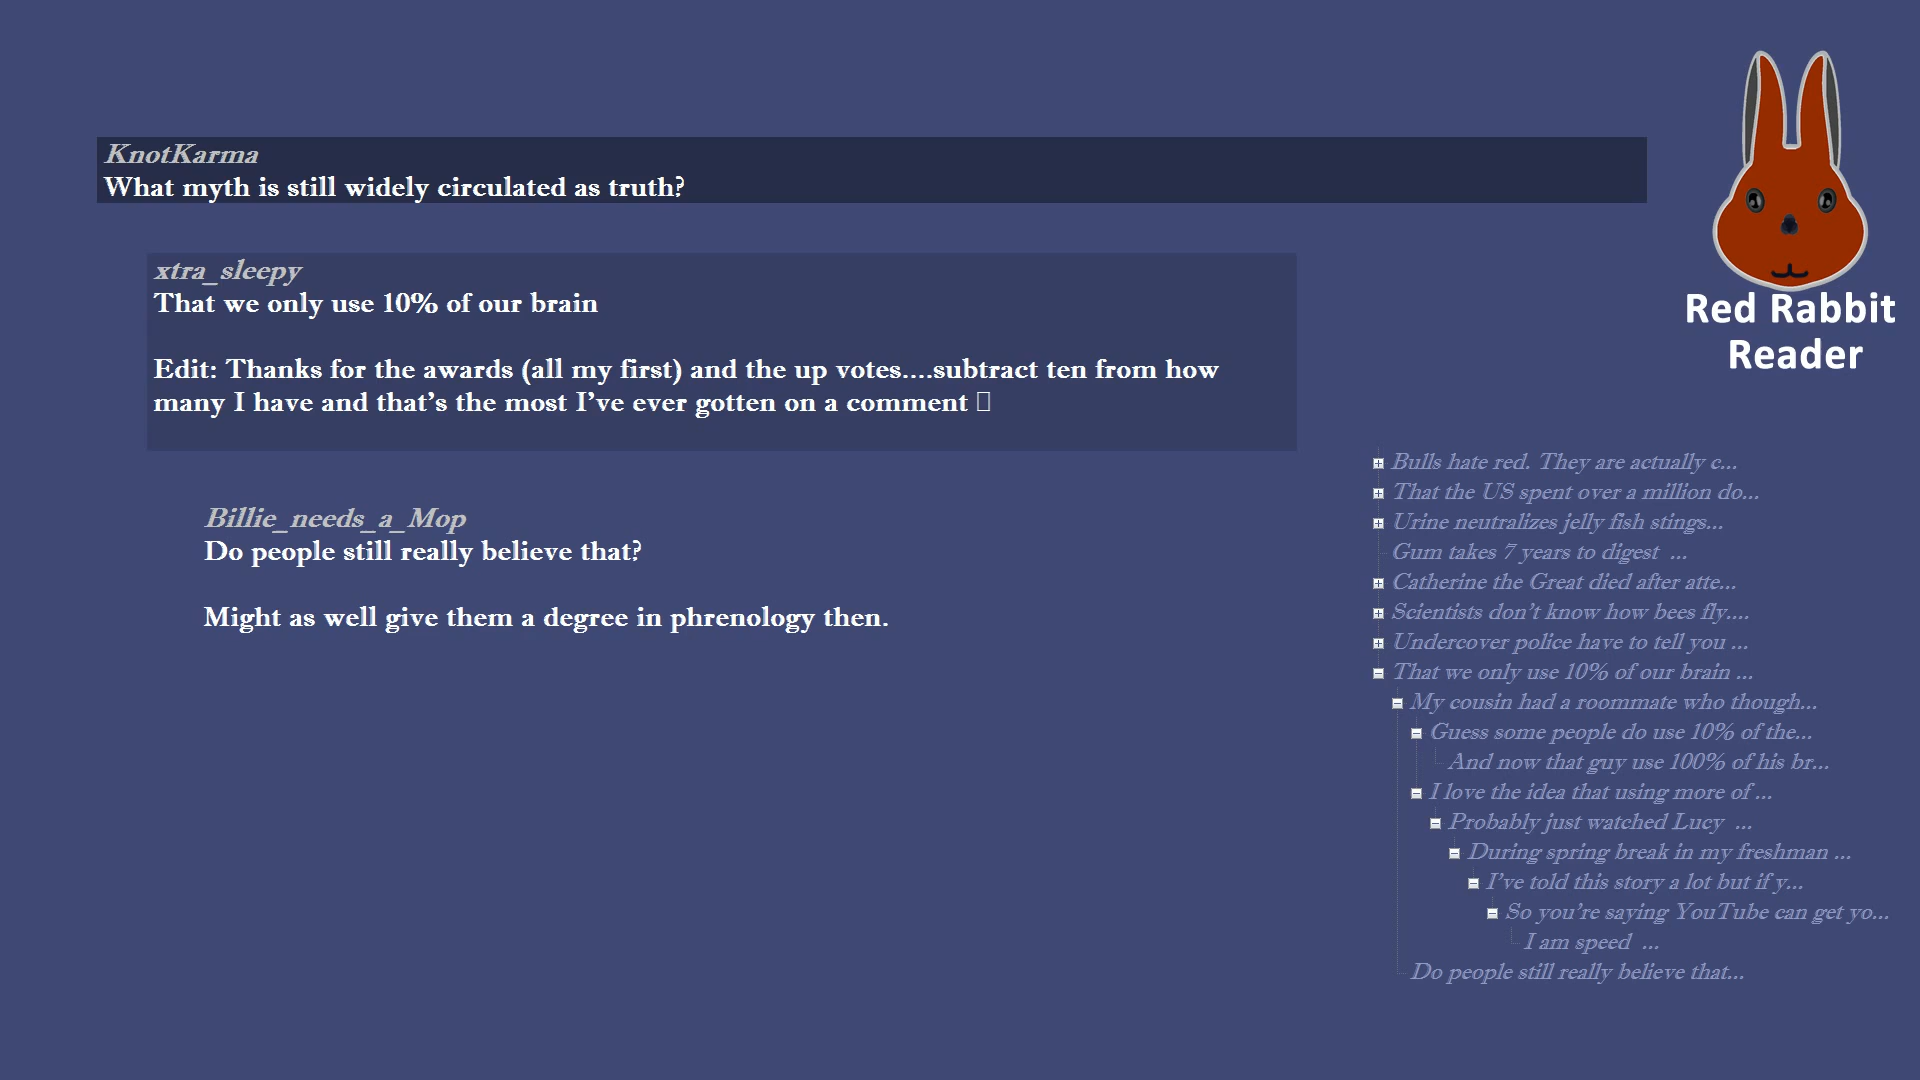 KnotKarma
What myth is still widely circulated as truth?
xtra_sleepy
That we only use 10% of our brain
Edit: Thanks for the awards (all my first) and the up votes....subtract ten from how
many I have and that's the most I've ever gotten on a comment
Billie_needs_a_Mop
Do people still really believe that?
Might as well give them a degree in phrenology then.
Red Rabbit
Reader
Bulls hate red. They are actually c...
That the US spent over a million do...
Urine neutralizes jelly fish stings...
Gum takes 7 years to digest ...
Catherine the Great died after atte...
Scientists don't know how bees fly....
Undercover police have to tell you ...
That we only use 10% of our brain ...
My cousin had a roommate who though...
Guess some people do use 10% of the...
And now that guy use 100% of his br...
I love the idea that using more of ...
Probably just watched Lucy ...
During spring break in my freshman ...
I've told this story a lot but if y...
So you're saying YouTube can get yo...
I am speed ...
Do people still really believe that...